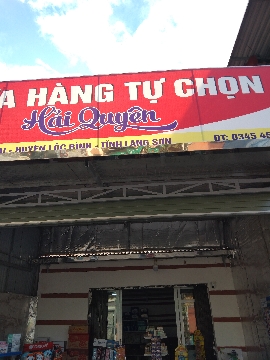 A HÀNG TỰ CHỌN
Hải Quyên
HUYỆN LỘC BÌNH - TỈNH LẠNG SƠN ĐT: 0345 45